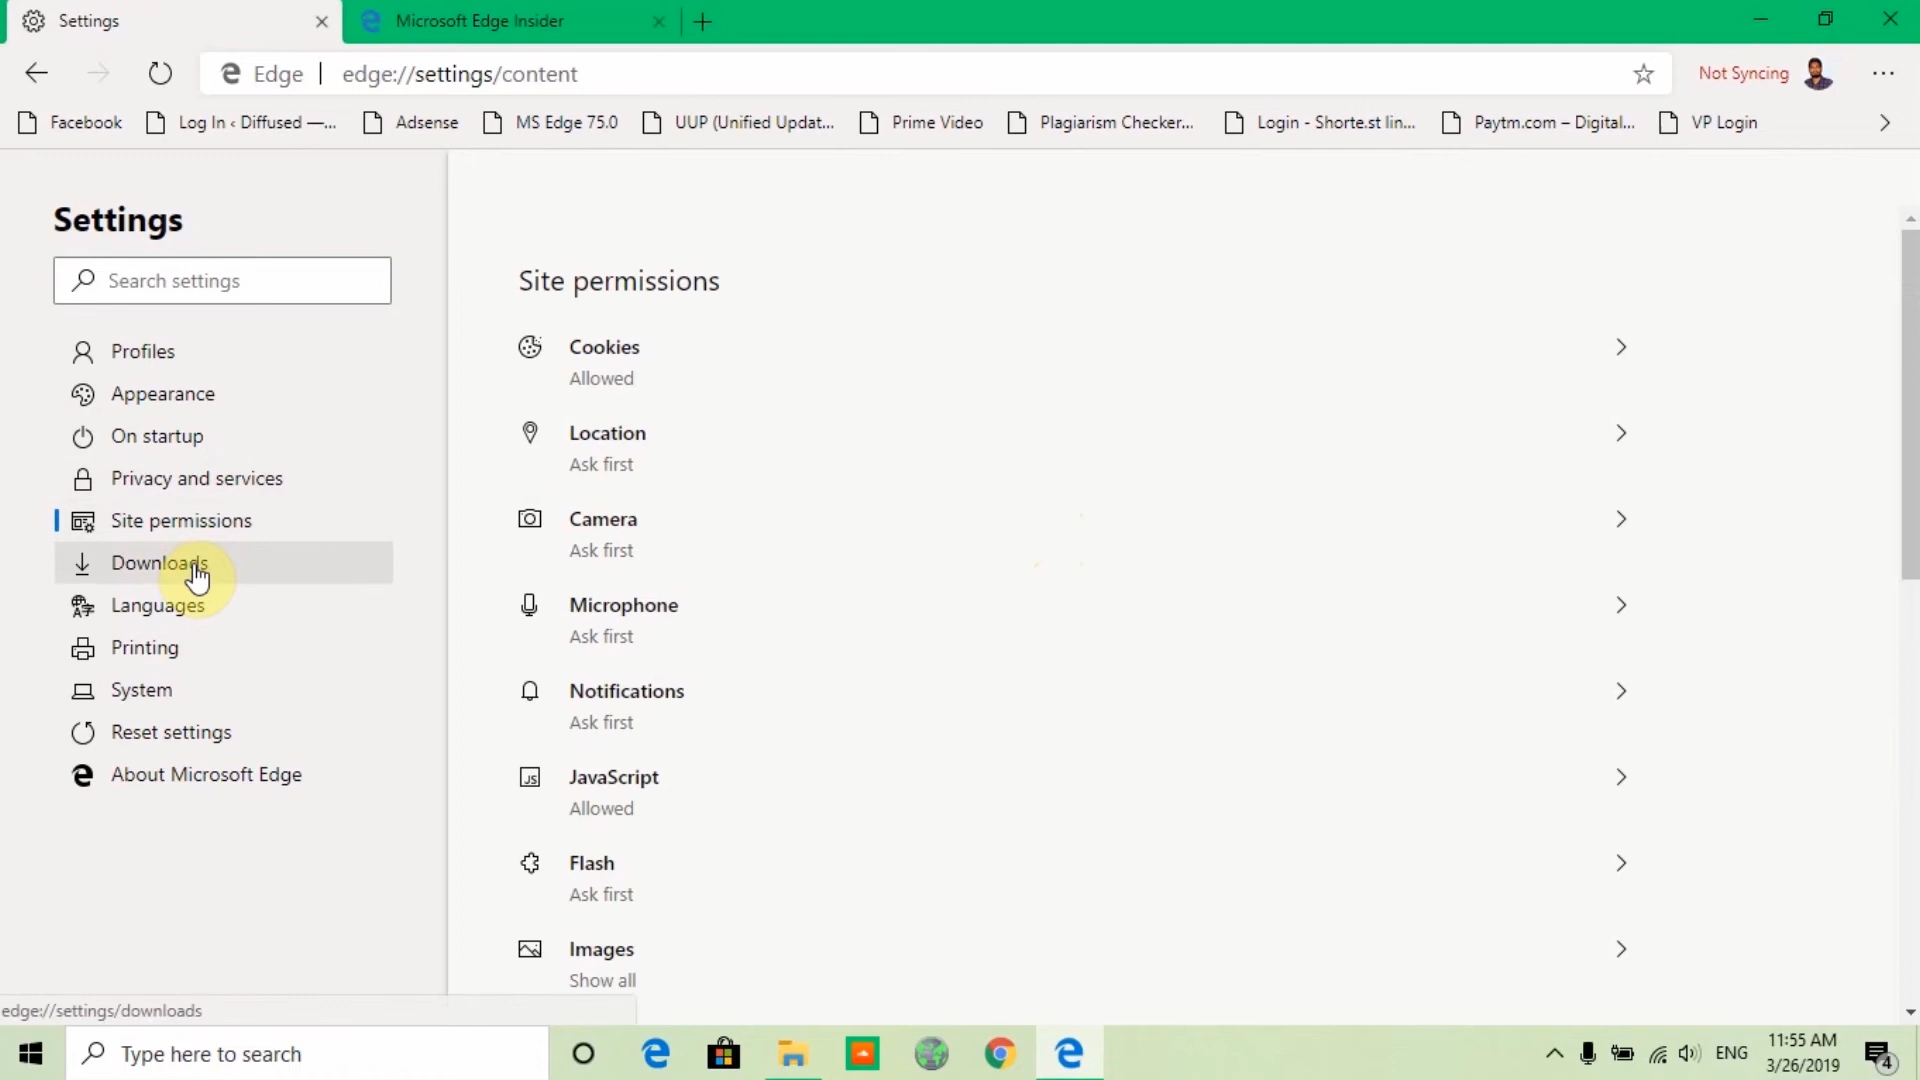 Settings
Microsoft Edge Insider
Edge | edge://settings/content
Not Syncing
Facebook
Log In ‹ Diffused —...
Adsense
MS Edge 75.0
UUP (Unified Updat...
Prime Video
Plagiarism Checker...
Login - Shorte.st lin...
Paytm.com – Digital...
VP Login
Settings
Search settings
Profiles
Appearance
On startup
Privacy and services
Site permissions
Downloads
Languages
Printing
System
Reset settings
About Microsoft Edge
Site permissions
Cookies
Allowed
Location
Ask first
Camera
Ask first
Microphone
Ask first
Notifications
Ask first
JS
JavaScript
Allowed
Flash
Ask first
Images
Show all
edge://settings/downloads
Type here to search
ENG
11:55 AM
3/26/2019
4